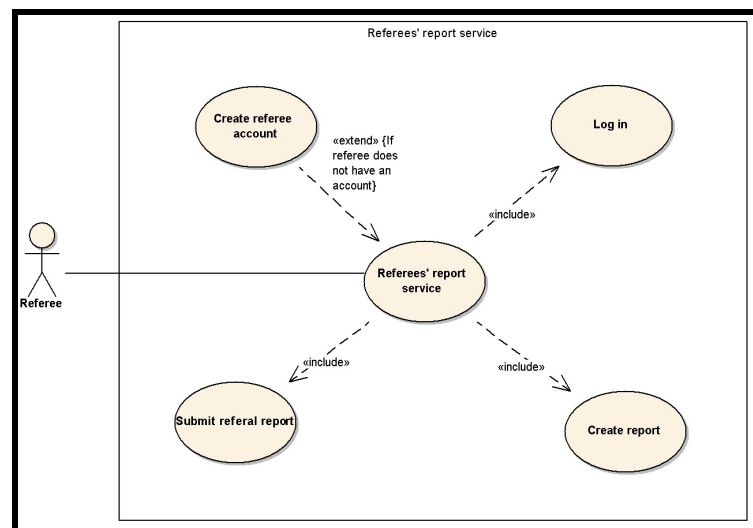 Referees' report service
Create referee
account
«extend» {If
referee does
not have an
account}
Log in
«include»
Referees' report
service
Referee
«include»
«include»
Submit referal report
Create report